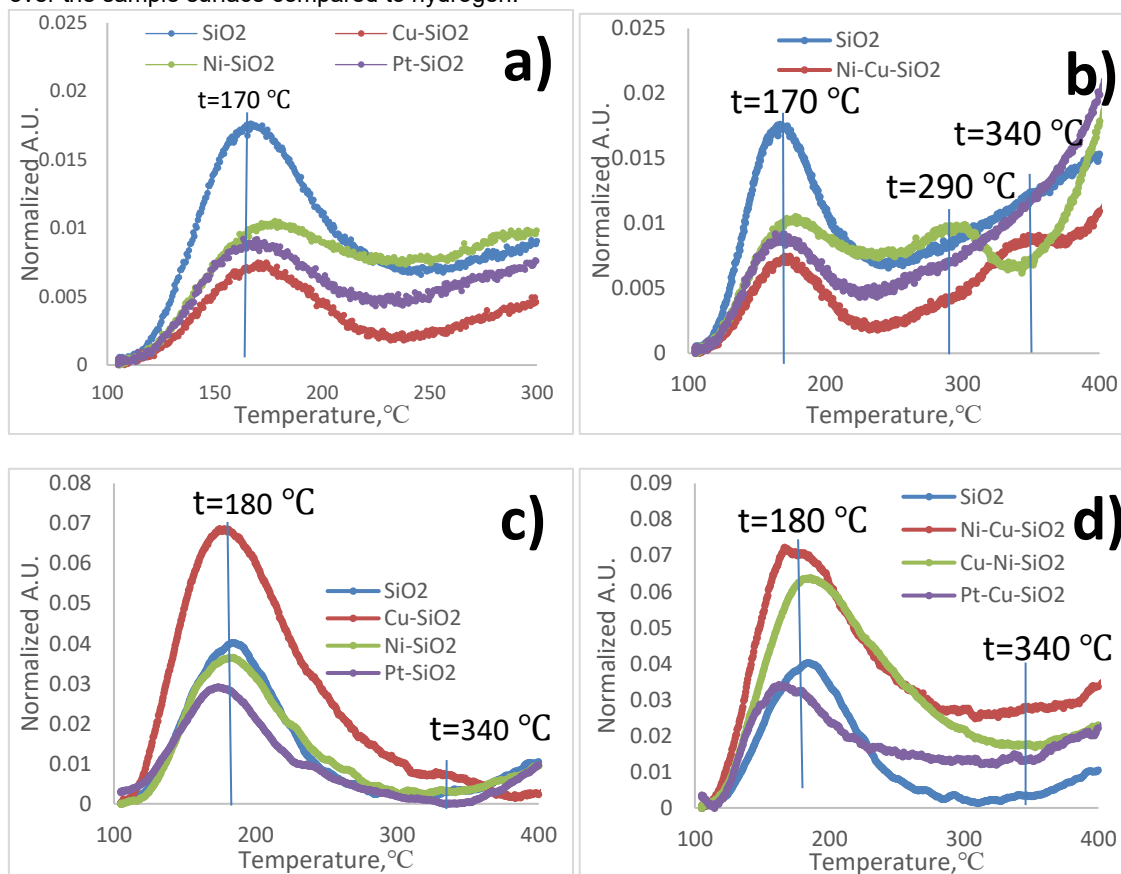 over the sample surface compared to hydrogen.
a)
SiO2
Cu-SiO2
Ni-SiO2
Pt-SiO2
t=170 °C
Normalized A.U.
0.025
0.02
0.015
0.01
0.005
0
100
150
200
250
300
Temperature,℃
b)
SiO2
Ni-Cu-SiO2
t=170 °C
t=340 °C
t=290 °C
Normalized A.U.
0.025
0.02
0.015
0.01
0.005
0
100
200
300
400
Temperature,℃
c)
t=180 °C
SiO2
Cu-SiO2
Ni-SiO2
Pt-SiO2
t=340 °C
Normalized A.U.
0.08
0.07
0.06
0.05
0.04
0.03
0.02
0.01
0
100
200
300
400
Temperature,℃
d)
t=180 °C
SiO2
Ni-Cu-SiO2
Cu-Ni-SiO2
Pt-Cu-SiO2
t=340 °C
Normalized A.U.
0.09
0.08
0.07
0.06
0.05
0.04
0.03
0.02
0.01
0
100
200
300
400
Temperature,℃